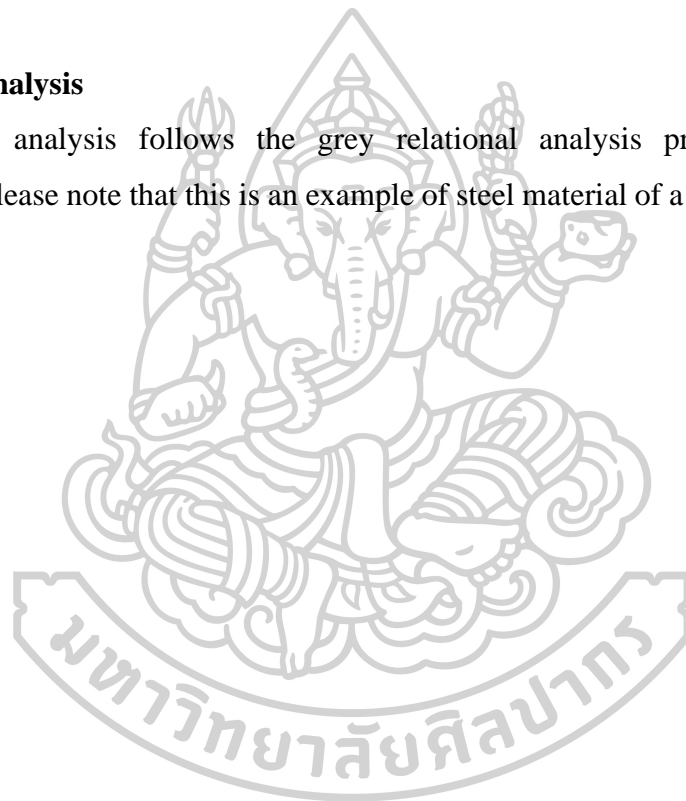 nalysis
analysis follows the grey relational analysis pr
lease note that this is an example of steel material of a
มหาวิทยาลัยศิลปากร